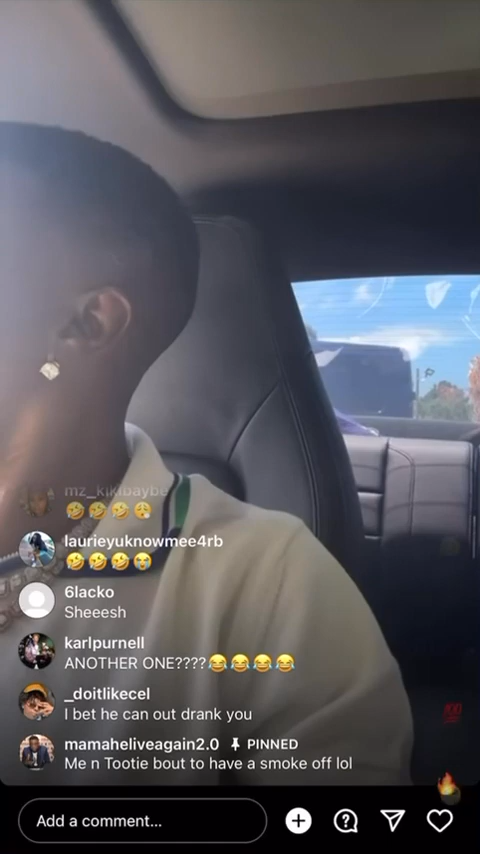 mz_kikibaybe
🤣🤣🤣😮‍💨
laurieyuknowmee4rb
🤣🤣🤣😭
6lacko
Sheeesh
karlpurnell
ANOTHER ONE????😂😂😂😂
_doitlikecel
I bet he can out drank you
mamaheliveagain2.0 PINNED
Me n Tootie bout to have a smoke off lol
💯
Add a comment...